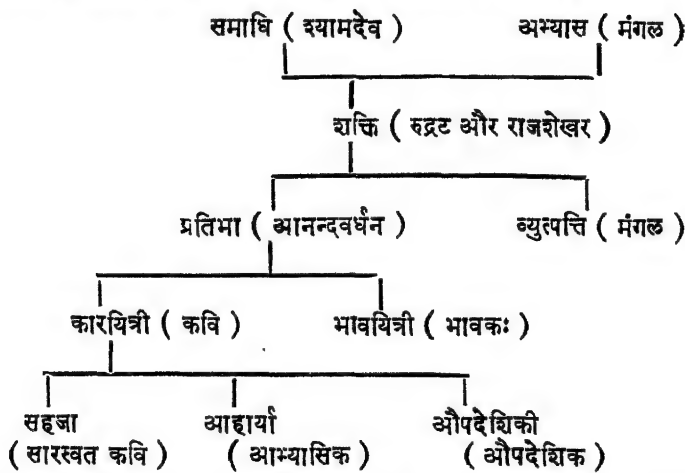 समाधि ( श्यामदेव ) अभ्यास ( मंगल )
शक्ति ( रुद्रट और राजशेखर )
प्रतिभा ( आनन्दवर्धन ) व्युत्पत्ति ( मंगल )
कारयित्री ( कवि ) भावयित्री ( भावकः )
सहजा आहार्या औपदेशिकी
( सारस्वत कवि ) ( आभ्यासिक ) ( औपदेशिक )